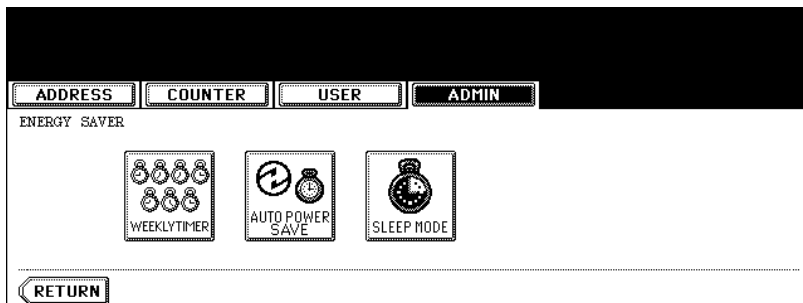 ADDRESS COUNTER USER ADMIN
ENERGY SAVER
WEEKLYTIMER
AUTO POWER
SAVE
SLEEP MODE
RETURN